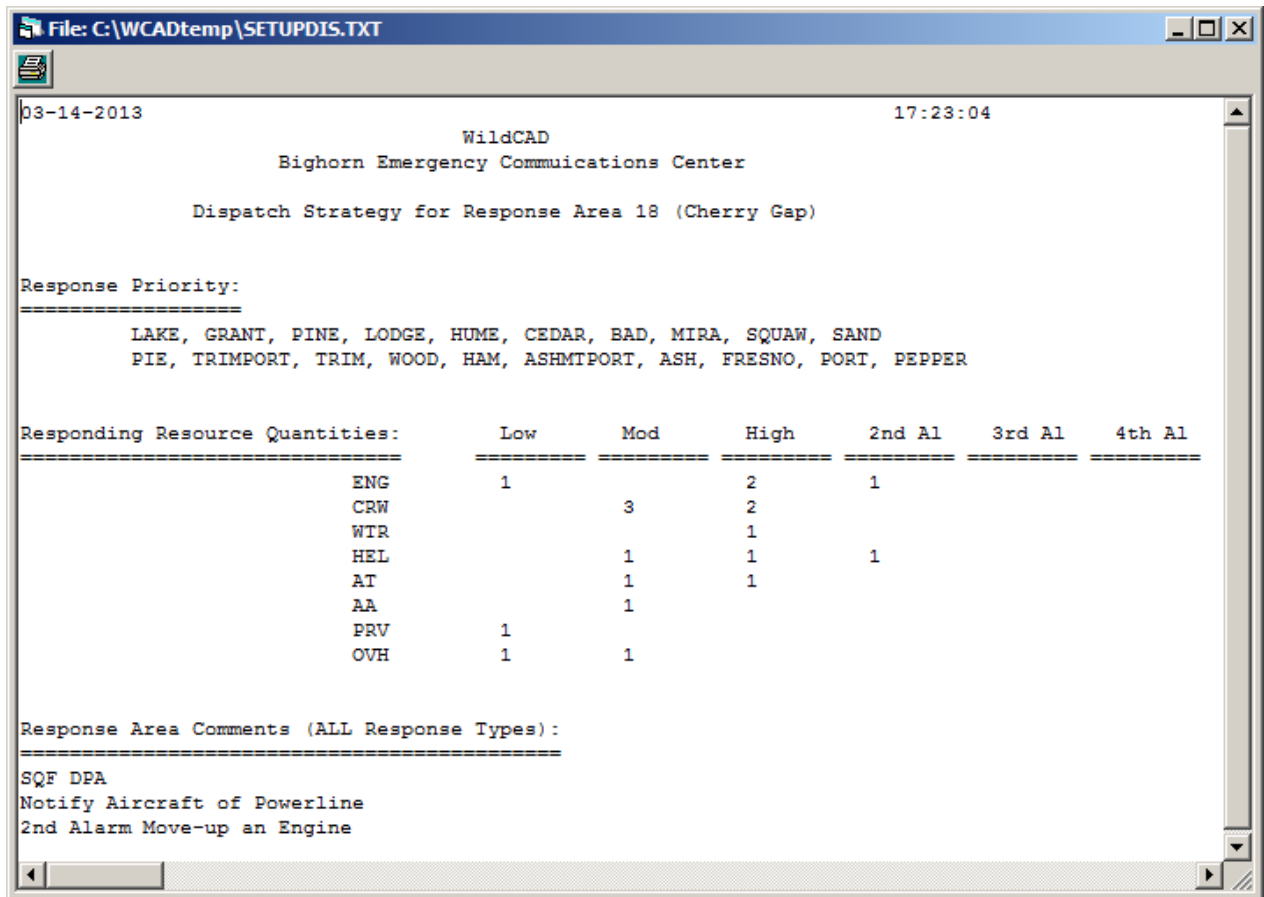 File: C:\WCADtemp\SETUPDIS.TXT
03-14-2013 17:23:04
WildCAD
Bighorn Emergency Commuications Center
Dispatch Strategy for Response Area 18 (Cherry Gap)
Response Priority:
==================
LAKE, GRANT, PINE, LODGE, HUME, CEDAR, BAD, MIRA, SQUAW, SAND
PIE, TRIMPORT, TRIM, WOOD, HAM, ASHMTPORT, ASH, FRESNO, PORT, PEPPER
Responding Resource Quantities: Low Mod High 2nd Al 3rd Al 4th Al
=============================== ========= ========= ========= ========= ========= =========
ENG 1 2 1
CRW 3 2
WTR 1
HEL 1 1 1
AT 1 1
AA 1
PRV 1
OVH 1 1
Response Area Comments (ALL Response Types):
============================================
SQF DPA
Notify Aircraft of Powerline
2nd Alarm Move-up an Engine